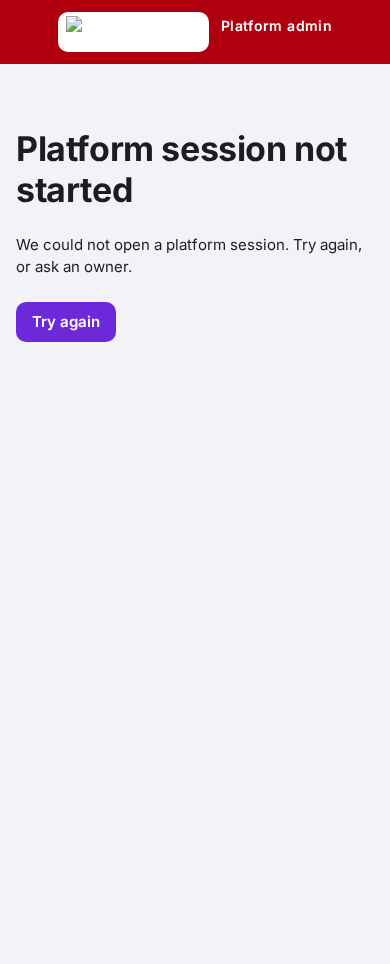 Platform admin
Platform session not
started
We could not open a platform session. Try again,
or ask an owner.
Try again